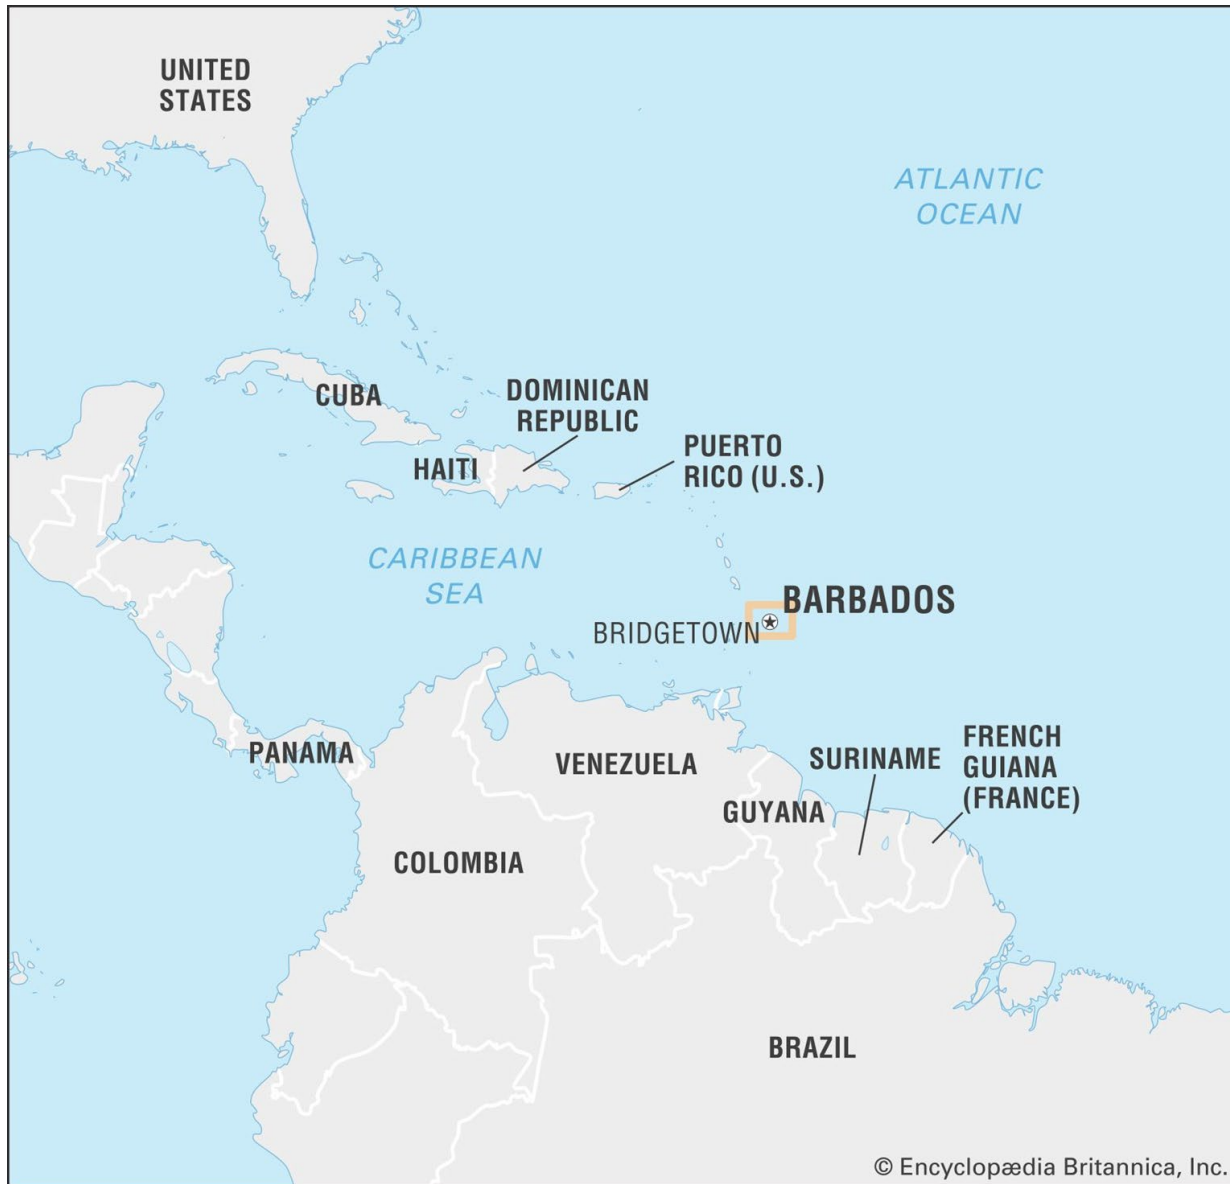 UNITED
STATES
ATLANTIC
OCEAN
CUBA
DOMINICAN
REPUBLIC
HAITI
PUERTO
RICO (U.S.)
CARIBBEAN
SEA
BARBADOS
BRIDGETOWN
PANAMA
VENEZUELA
SURINAME
FRENCH
GUIANA
(FRANCE)
GUYANA
COLOMBIA
BRAZIL
© Encyclopædia Britannica, Inc.